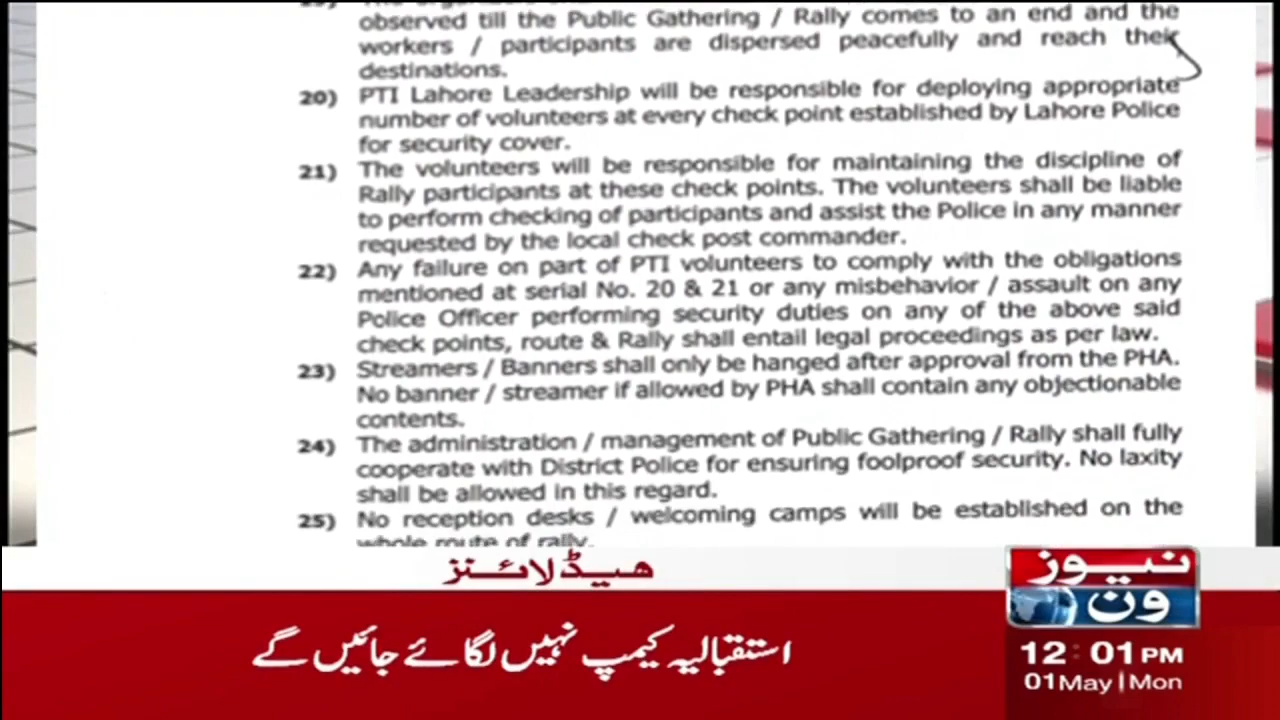 observed till the Public Gathering / Rally comes to an end and the
workers / participants are dispersed peacefully and reach their
destinations.
20) PTI Lahore Leadership will be responsible for deploying appropriate
number of volunteers at every check point established by Lahore Police
for security cover.
21) The volunteers will be responsible for maintaining the discipline of
Rally participants at these check points. The volunteers shall be liable
to perform checking of participants and assist the Police in any manner
requested by the local check post commander.
22) Any failure on part of PTI volunteers to comply with the obligations
mentioned at serial No. 20 & 21 or any misbehavior / assault on any
Police Officer performing security duties on any of the above said
check points, route & Rally shall entail legal proceedings as per law.
23) Streamers / Banners shall only be hanged after approval from the PHA.
No banner / streamer if allowed by PHA shall contain any objectionable
contents.
24) The administration / management of Public Gathering / Rally shall fully
cooperate with District Police for ensuring foolproof security. No laxity
shall be allowed in this regard.
25) No reception desks / welcoming camps will be established on the
whole route of rally.
ہیڈلائنز
نیوز
ون
استقبالیہ کیمپ نہیں لگائے جائیں گے
12:01 PM
01 May | Mon